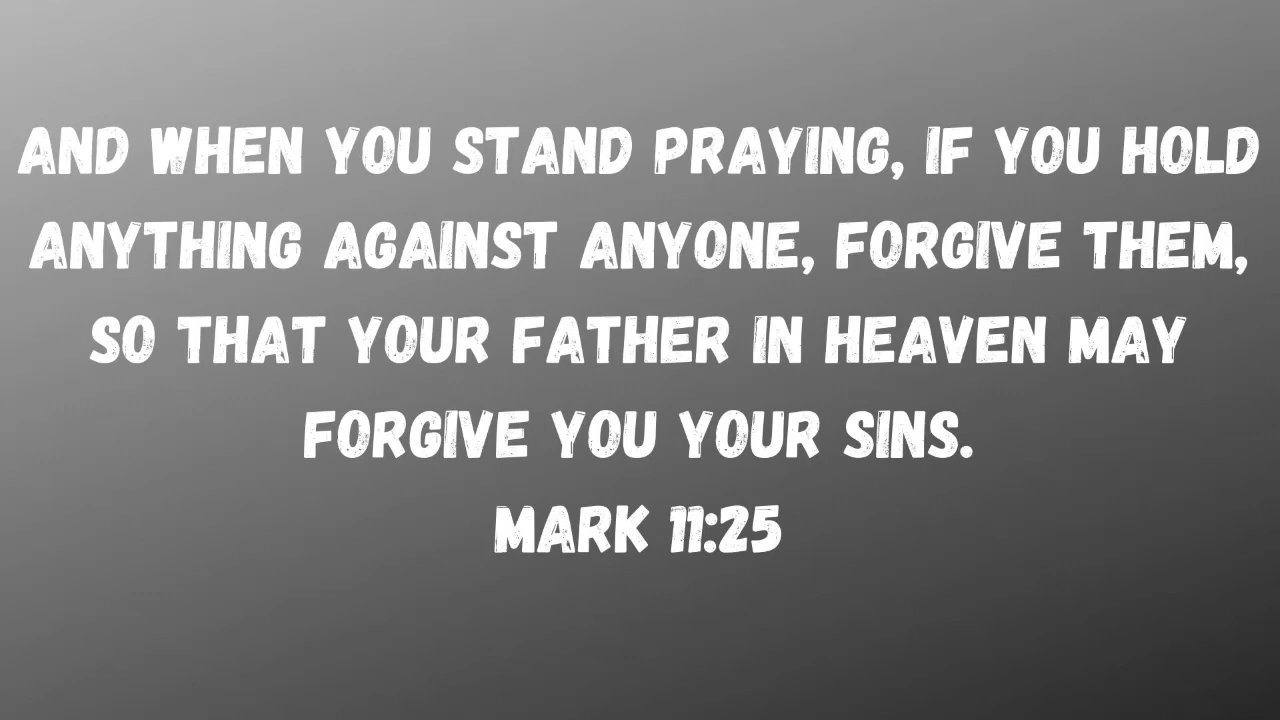 AND WHEN YOU STAND PRAYING, IF YOU HOLD
ANYTHING AGAINST ANYONE, FORGIVE THEM,
SO THAT YOUR FATHER IN HEAVEN MAY
FORGIVE YOU YOUR SINS.
MARK 11:25